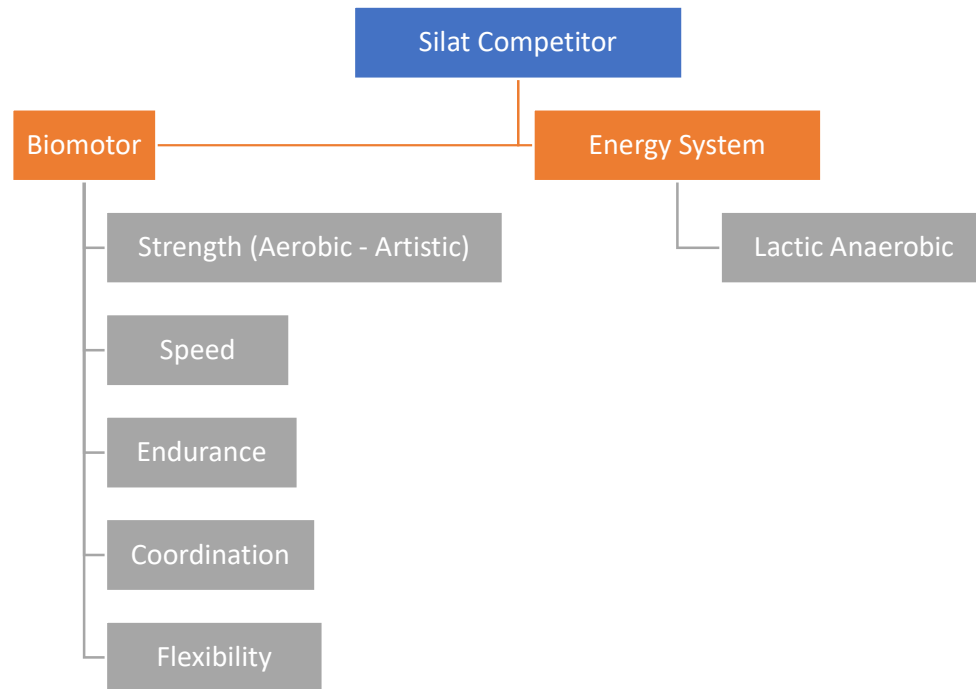 Silat Competitor
Biomotor
Energy System
Strength (Aerobic - Artistic)
Lactic Anaerobic
Speed
Endurance
Coordination
Flexibility